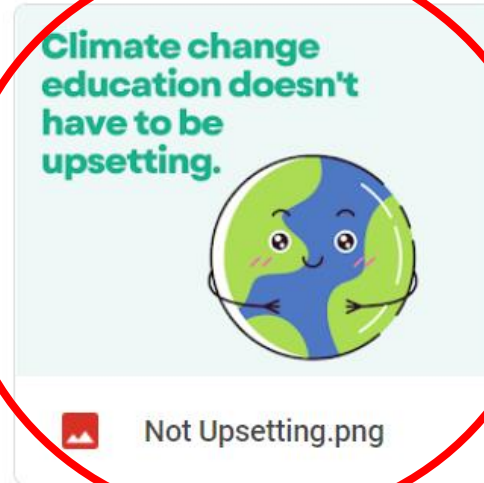 Climate change
education doesn't
have to be
upsetting.
Not Upsetting.png